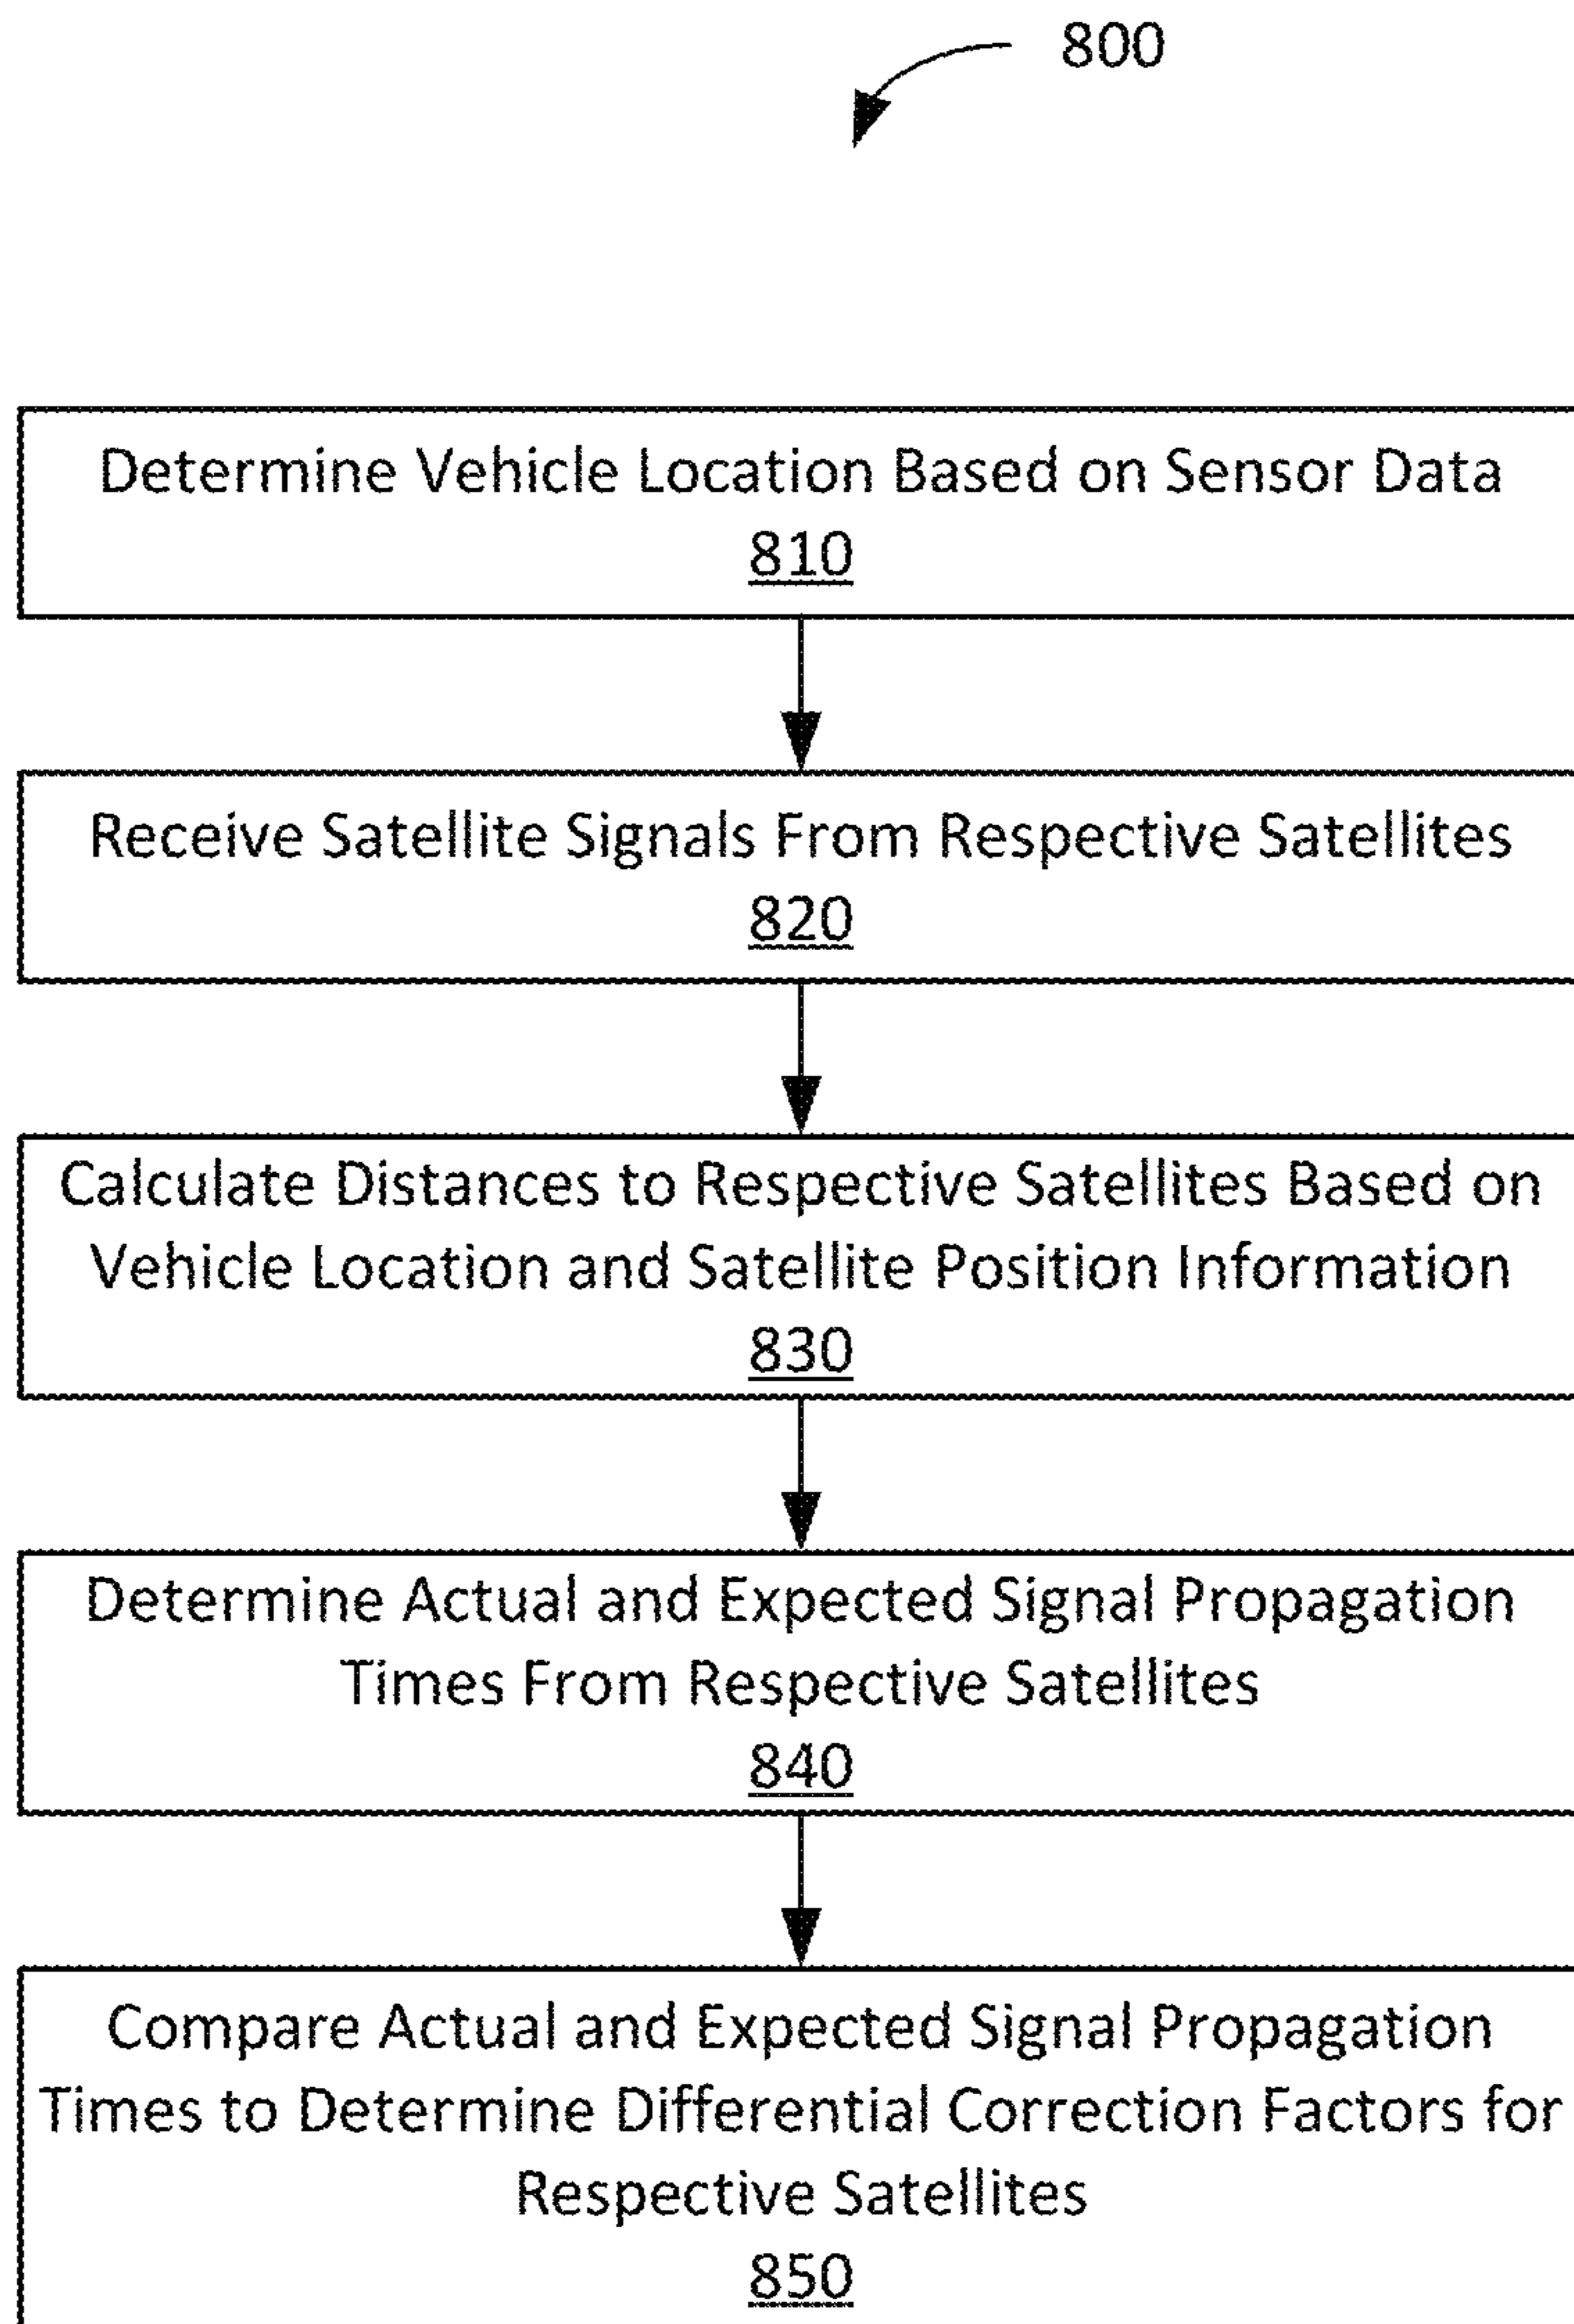 800
Determine Vehicle Location Based on Sensor Data
810
Receive Satellite Signals From Respective Satellites
820
Calculate Distances to Respective Satellites Based on
Vehicle Location and Satellite Position Information
830
Determine Actual and Expected Signal Propagation
Times From Respective Satellites
840
Compare Actual and Expected Signal Propagation
Times to Determine Differential Correction Factors for
Respective Satellites
850